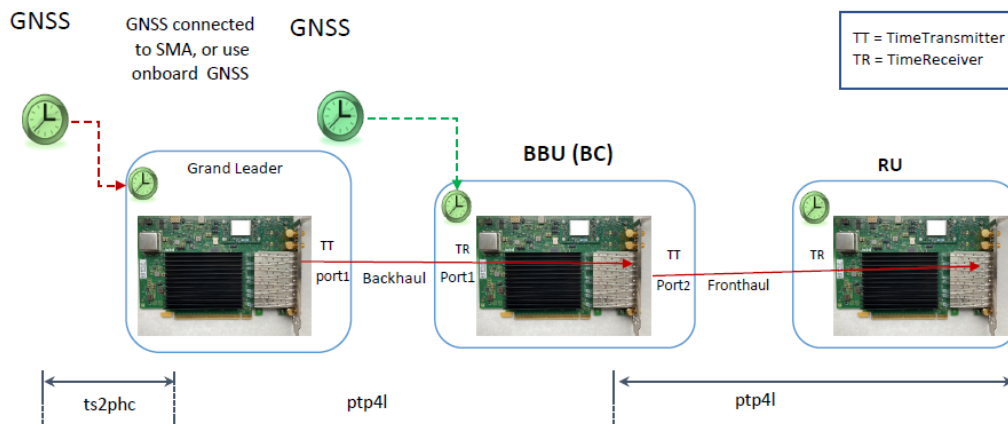 GNSS
GNSS connected
to SMA, or use
onboard GNSS
GNSS
TT = TimeTransmitter
TR = TimeReceiver
Grand Leader
BBU (BC)
RU
TT
port1
Backhaul
TR
Port1
TT
Port2
Fronthaul
TR
ts2phc
ptp4l
ptp4l